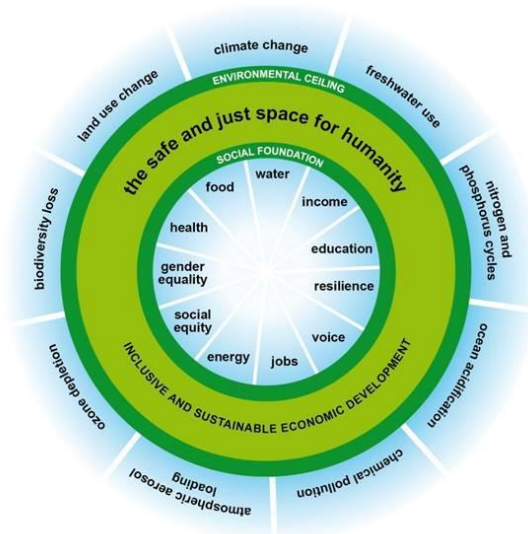 climate change
freshwater use
nitrogen and
phosphorus cycles
ocean acidification
chemical pollution
atmospheric aerosol
loading
ozone depletion
biodiversity loss
land use change
ENVIRONMENTAL CEILING
the safe and just space for humanity
SOCIAL FOUNDATION
water
income
education
resilience
voice
jobs
energy
social
equity
gender
equality
health
food
INCLUSIVE AND SUSTAINABLE ECONOMIC DEVELOPMENT